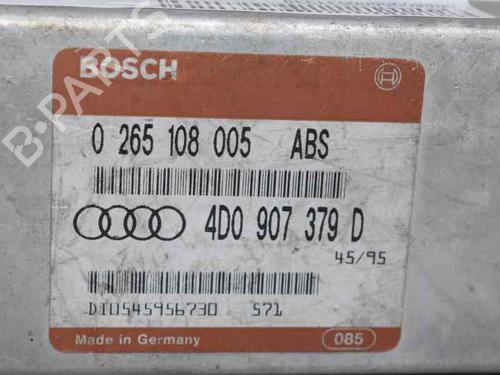 BOSCH
0 265 108 005 ABS
4D0 907 379 D
45/95
DI0545956730 571
Made in Germany 085
B-PARTS